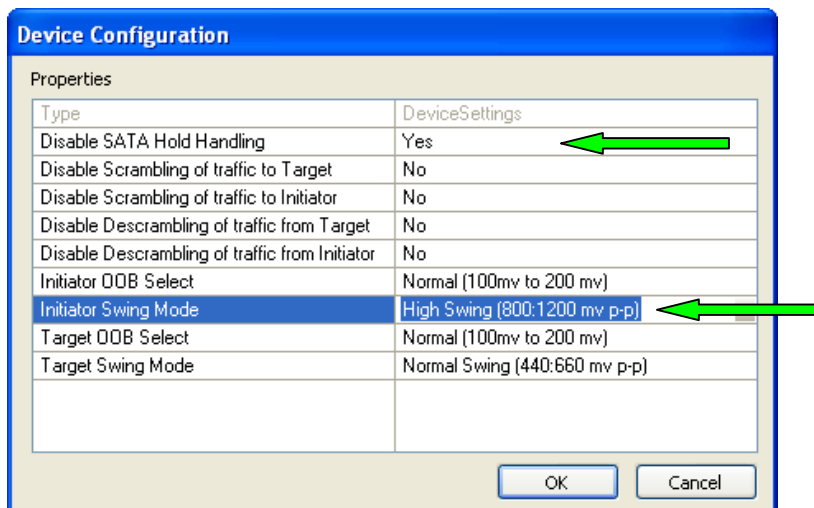 Device Configuration
Properties
Type DeviceSettings
Disable SATA Hold Handling Yes
Disable Scrambling of traffic to Target No
Disable Scrambling of traffic to Initiator No
Disable Descrambling of traffic from Target No
Disable Descrambling of traffic from Initiator No
Initiator OOB Select Normal (100mv to 200 mv)
Initiator Swing Mode High Swing (800:1200 mv p-p)
Target OOB Select Normal (100mv to 200 mv)
Target Swing Mode Normal Swing (440:660 mv p-p)
OK Cancel